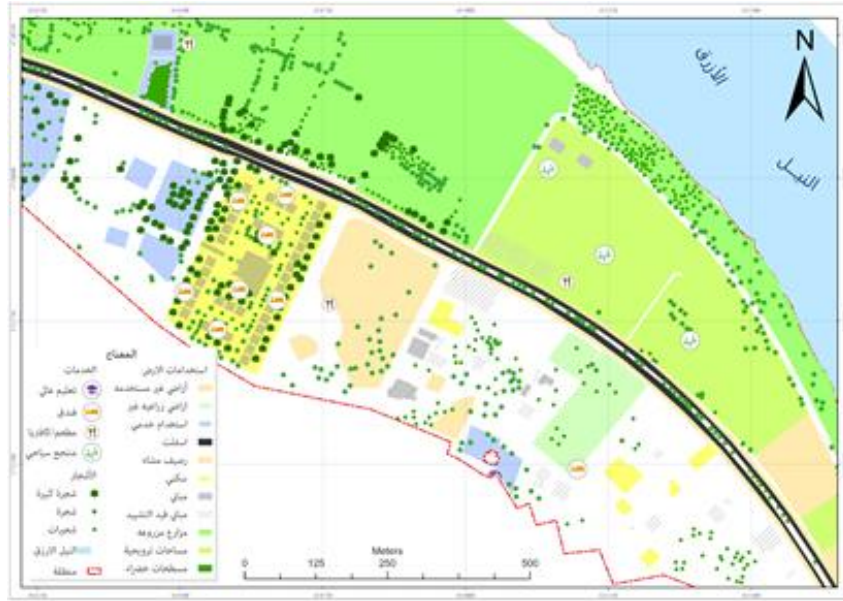 N
الأزرق
النيل
المفتاح
استخدامات الارض
أراضي غير مستخدمة
أراضي زراعية غير
استخدام خدمي
اسفلت
رصيف مشاه
سكني
مباني
مباني قيد التشييد
مزارع مزروعة
مساحات ترويحية
مسطحات خضراء
الخدمات
تعليم عالي
فندق
مطعم/كافتريا
منتجع سياحي
الأشجار
شجرة كبيرة
شجرة
شجيرات
النيل الازرق
منطقة
Meters
0 125 250 500